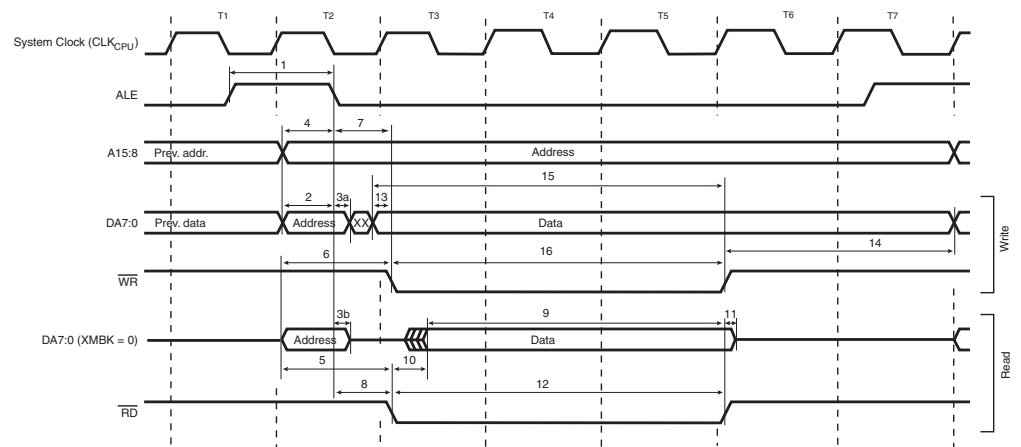 T1 T2 T3 T4 T5 T6 T7
System Clock (CLKCPU)
1
ALE
4 7
A15:8 Prev. addr. Address
15
2 3a 13
DA7:0 Prev. data Address XX Data
14
6 16
WR
Write
3b 9 11
DA7:0 (XMBK = 0) Address Data
5 10
8 12
RD
Read